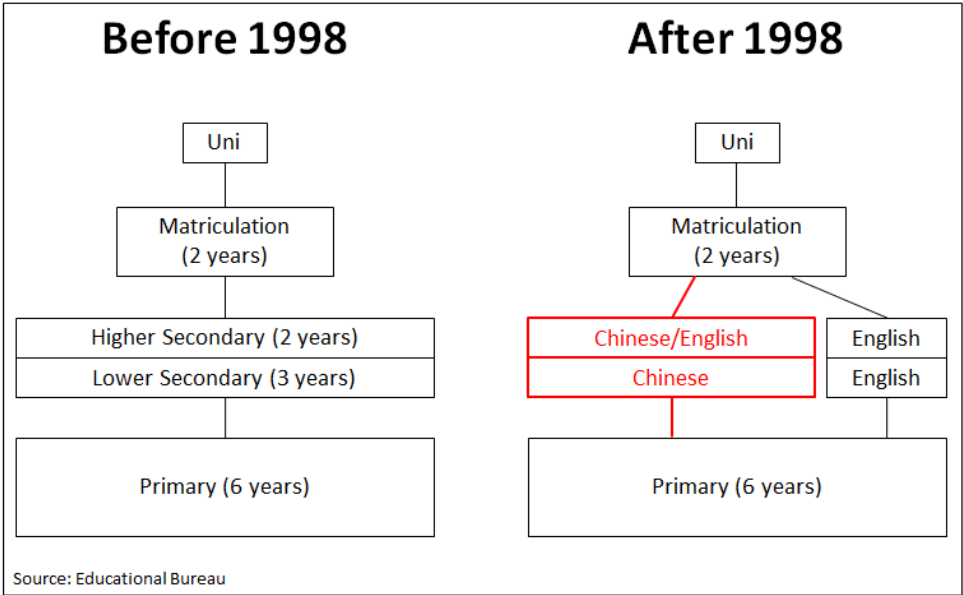 Before 1998
Uni
Matriculation
(2 years)
Higher Secondary (2 years)
Lower Secondary (3 years)
Primary (6 years)
After 1998
Uni
Matriculation
(2 years)
Chinese/English
English
Chinese
English
Primary (6 years)
Source: Educational Bureau